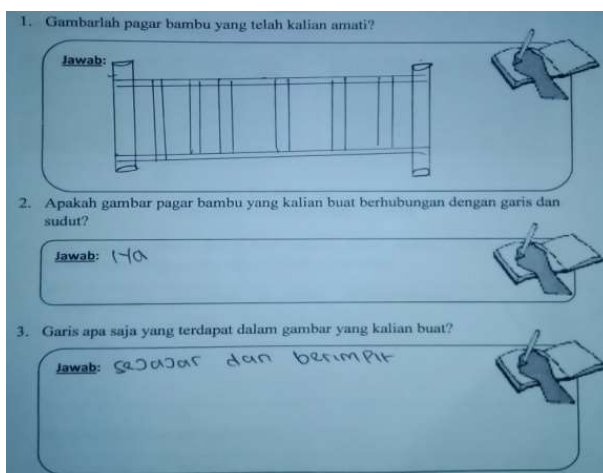 1. Gambarlah pagar bambu yang telah kalian amati?
Jawab:
2. Apakah gambar pagar bambu yang kalian buat berhubungan dengan garis dan
sudut?
Jawab: iya
3. Garis apa saja yang terdapat dalam gambar yang kalian buat?
Jawab: sejajar dan berimpit